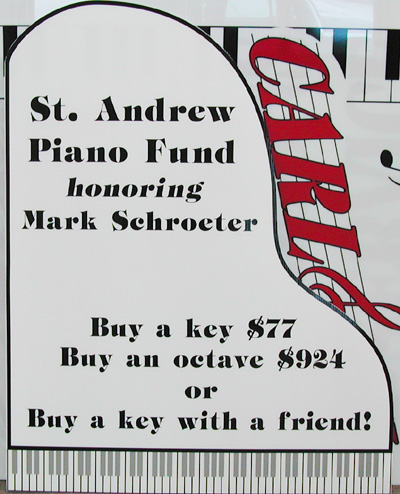 St. Andrew
Piano Fund
honoring
Mark Schroeter
CARL
Buy a key $77
Buy an octave $924
or
Buy a key with a friend!